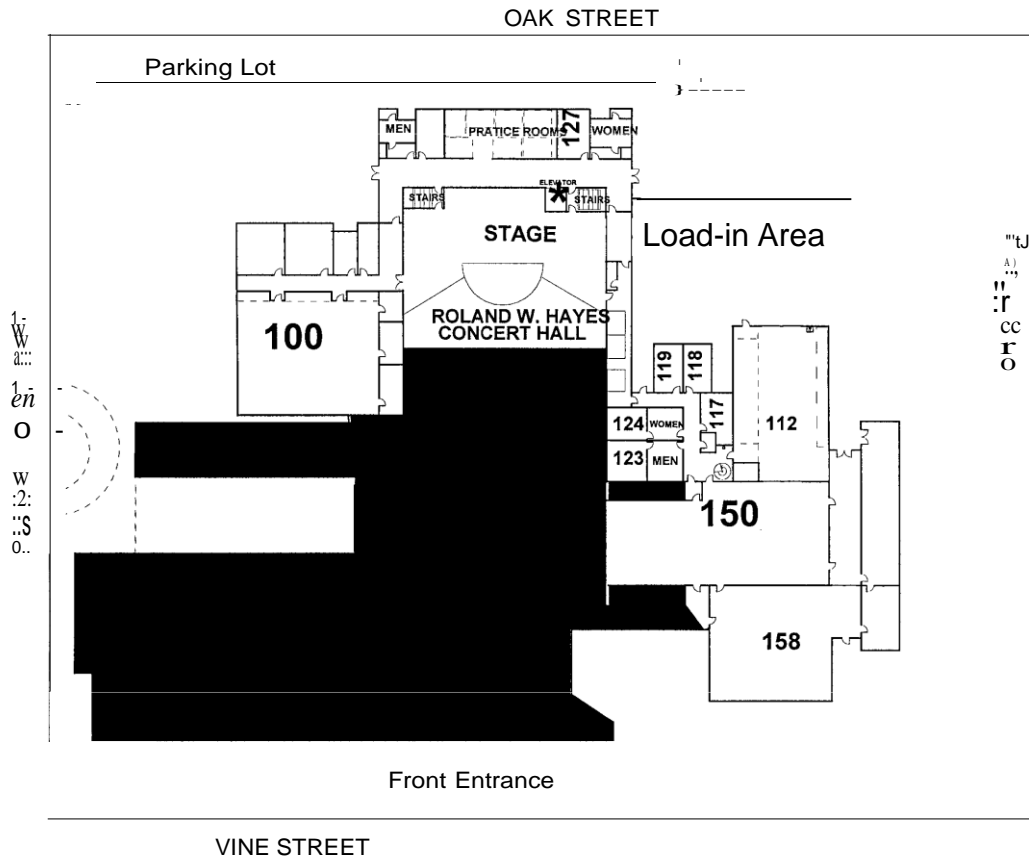 OAK STREET
Parking Lot
MEN
PRATICE ROOMS
127
WOMEN
ELEVATOR
*
STAIRS
STAIRS
STAGE
Load-in Area
ROLAND W. HAYES
CONCERT HALL
100
119
118
117
112
124
WOMEN
123
MEN
150
158
Front Entrance
VINE STREET